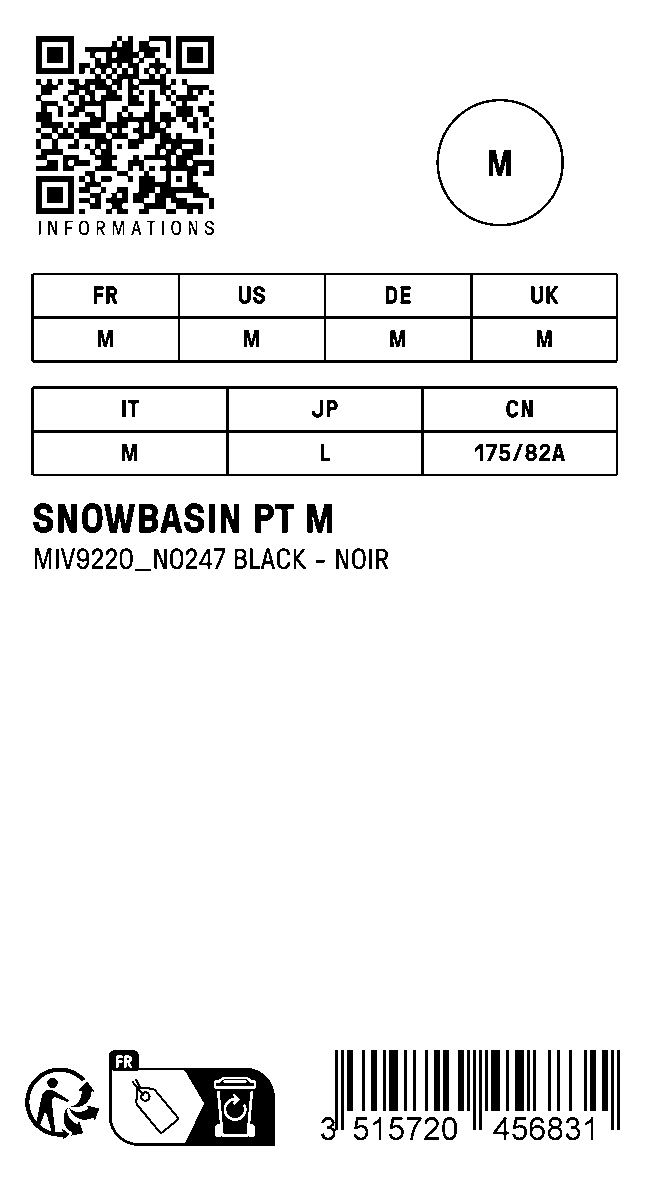 INFORMATIONS
M
FR US DE UK
M M M M
IT JP CN
M L 175/82A
SNOWBASIN PT M
MIV9220_N0247 BLACK - NOIR
FR
3 515720 456831